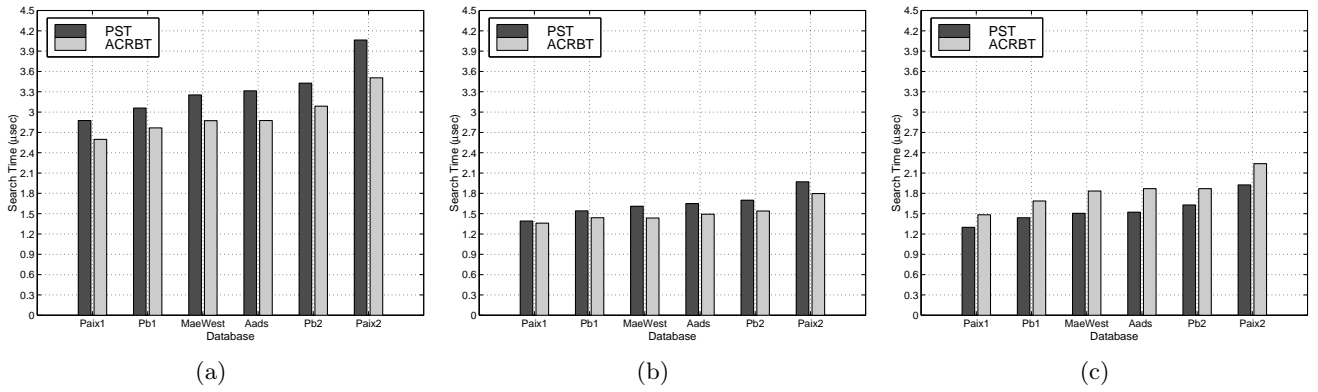 4.5
4.2
3.9
3.6
3.3
3
2.7
2.4
2.1
1.8
1.5
1.2
0.9
0.6
0.3
0
Search Time (μsec)
PST
ACRBT
Paix1 Pb1 MaeWest Aads Pb2 Paix2
Database
(a)
4.5
4.2
3.9
3.6
3.3
3
2.7
2.4
2.1
1.8
1.5
1.2
0.9
0.6
0.3
0
Search Time (μsec)
PST
ACRBT
Paix1 Pb1 MaeWest Aads Pb2 Paix2
Database
(b)
4.5
4.2
3.9
3.6
3.3
3
2.7
2.4
2.1
1.8
1.5
1.2
0.9
0.6
0.3
0
Search Time (μsec)
PST
ACRBT
Paix1 Pb1 MaeWest Aads Pb2 Paix2
Database
(c)